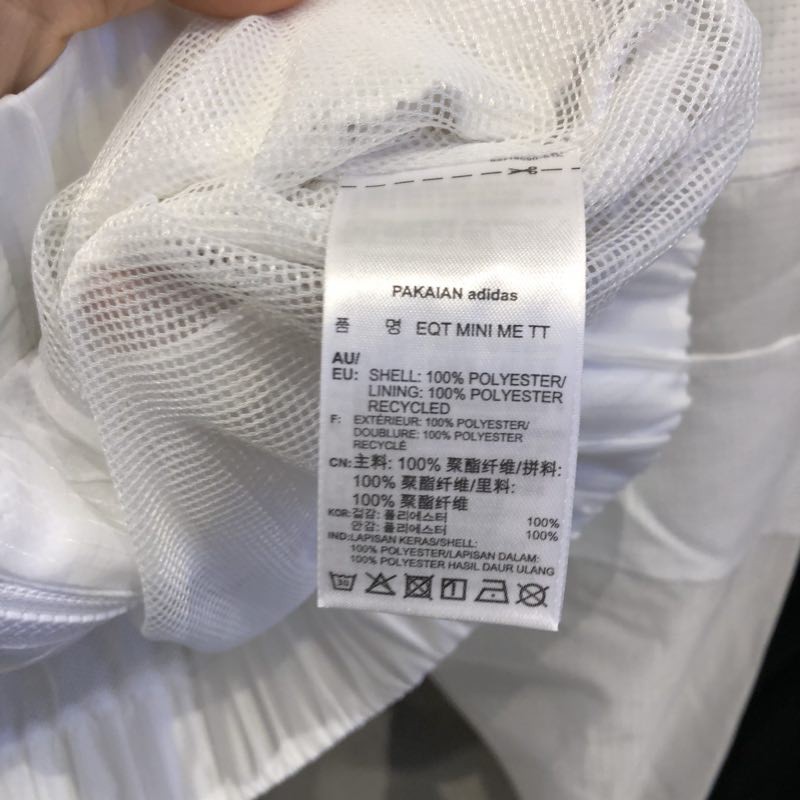 PAKAIAN adidas
품 명 EQT MINI ME TT
AU/
EU: SHELL: 100% POLYESTER/
LINING: 100% POLYESTER
RECYCLED
F: EXTÉRIEUR: 100% POLYESTER/
DOUBLURE: 100% POLYESTER
RECYCLÉ
CN: 主料: 100% 聚酯纤维/拼料:
100% 聚酯纤维/里料:
100% 聚酯纤维
KOR: 겉감: 폴리에스터 100%
안감: 폴리에스터 100%
IND: LAPISAN KERAS/SHELL:
100% POLYESTER/LAPISAN DALAM:
100% POLYESTER HASIL DAUR ULANG
30